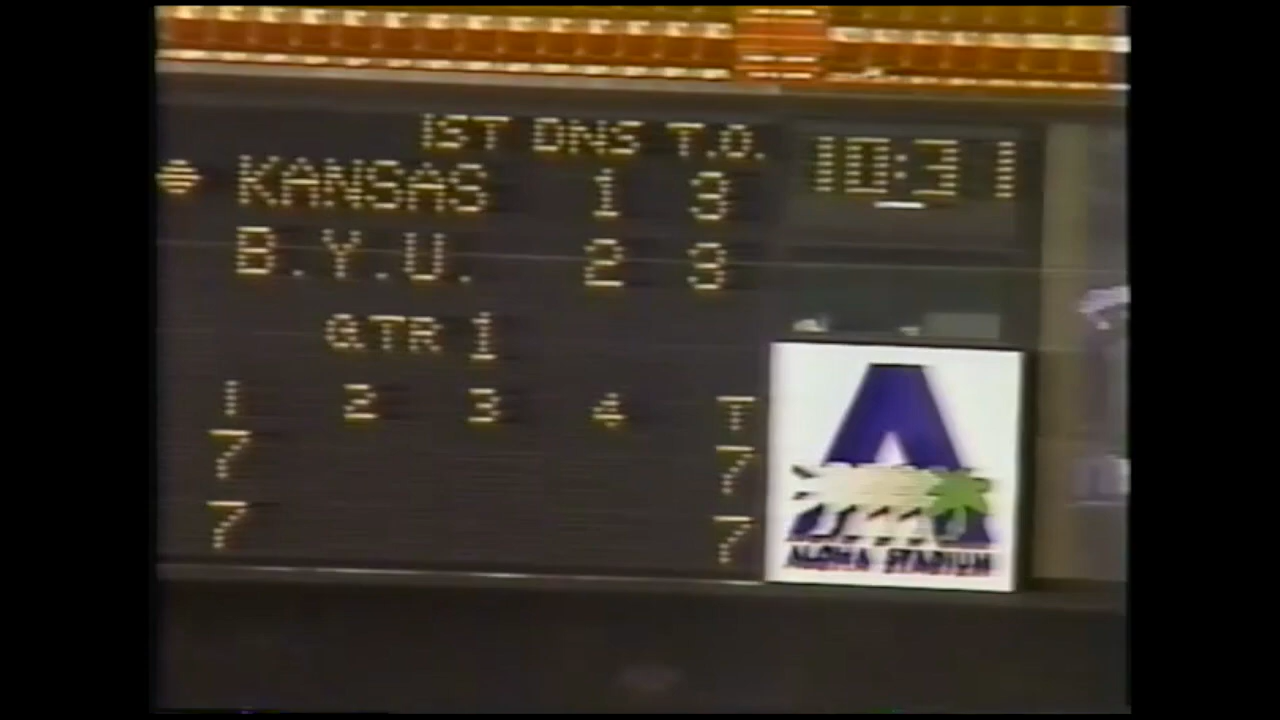 1ST DNS T.O. 10:31
KANSAS 1 3
B.Y.U. 2 3
QTR 1
1 2 3 4 T
7 7
7 7
A
ALOHA STADIUM